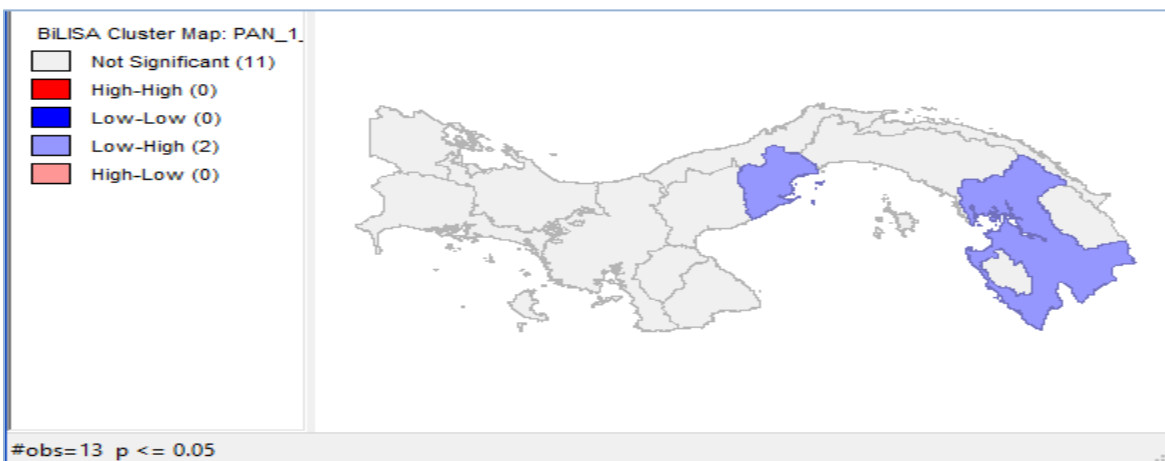 BiLISA Cluster Map: PAN_1_
Not Significant (11)
High-High (0)
Low-Low (0)
Low-High (2)
High-Low (0)
#obs=13 p <= 0.05